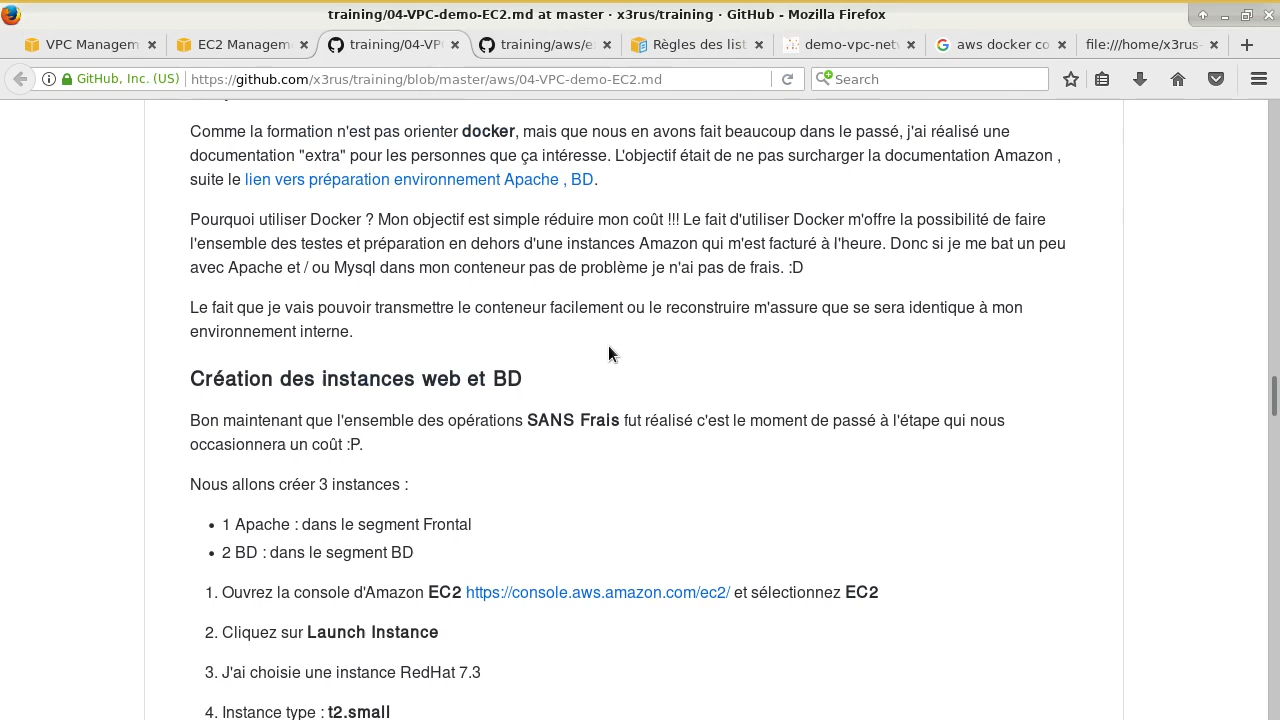 training/04-VPC-demo-EC2.md at master · x3rus/training · GitHub - Mozilla Firefox
VPC Managem
EC2 Managem
training/04-VP
training/aws/e
Règles des list
demo-vpc-net
aws docker co
file:///home/x3rus
GitHub, Inc. (US)
https://github.com/x3rus/training/blob/master/aws/04-VPC-demo-EC2.md
Search
Comme la formation n'est pas orienter docker, mais que nous en avons fait beaucoup dans le passé, j'ai réalisé une
documentation "extra" pour les personnes que ça intéresse. L'objectif était de ne pas surcharger la documentation Amazon ,
suite le lien vers préparation environnement Apache , BD.
Pourquoi utiliser Docker ? Mon objectif est simple réduire mon coût !!! Le fait d'utiliser Docker m'offre la possibilité de faire
l'ensemble des testes et préparation en dehors d'une instances Amazon qui m'est facturé à l'heure. Donc si je me bat un peu
avec Apache et / ou Mysql dans mon conteneur pas de problème je n'ai pas de frais. :D
Le fait que je vais pouvoir transmettre le conteneur facilement ou le reconstruire m'assure que se sera identique à mon
environnement interne.
Création des instances web et BD
Bon maintenant que l'ensemble des opérations SANS Frais fut réalisé c'est le moment de passé à l'étape qui nous
occasionnera un coût :P.
Nous allons créer 3 instances :
• 1 Apache : dans le segment Frontal
• 2 BD : dans le segment BD
1. Ouvrez la console d'Amazon EC2 https://console.aws.amazon.com/ec2/ et sélectionnez EC2
2. Cliquez sur Launch Instance
3. J'ai choisie une instance RedHat 7.3
4. Instance type : t2.small